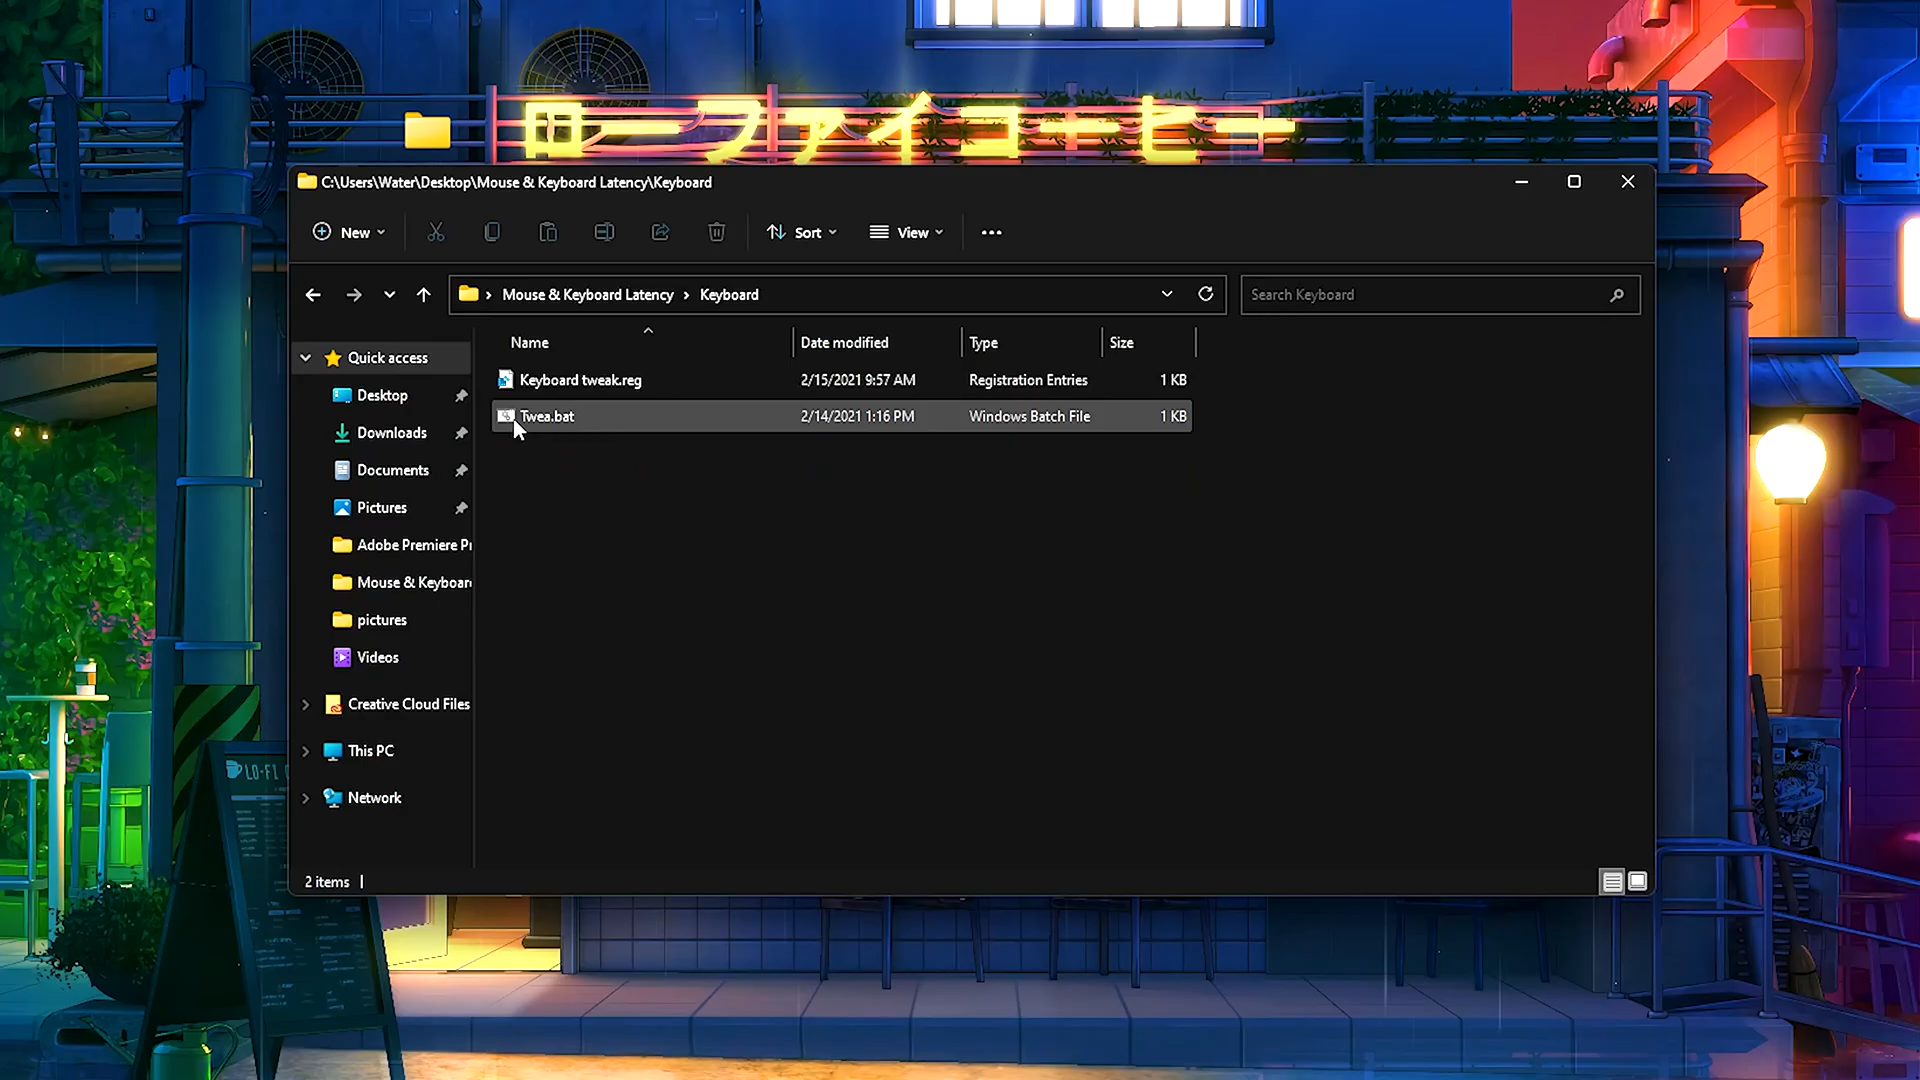 ローファイコーヒー
C:\Users\Water\Desktop\Mouse & Keyboard Latency\Keyboard
New
Sort
View
Mouse & Keyboard Latency
Keyboard
Search Keyboard
Name
Date modified
Type
Size
Quick access
Keyboard tweak.reg
2/15/2021 9:57 AM
Registration Entries
1 KB
Desktop
Twea.bat
2/14/2021 1:16 PM
Windows Batch File
1 KB
Downloads
Documents
Pictures
Adobe Premiere Pr
Mouse & Keyboar
pictures
Videos
Creative Cloud Files
This PC
LO-FI
Network
2 items